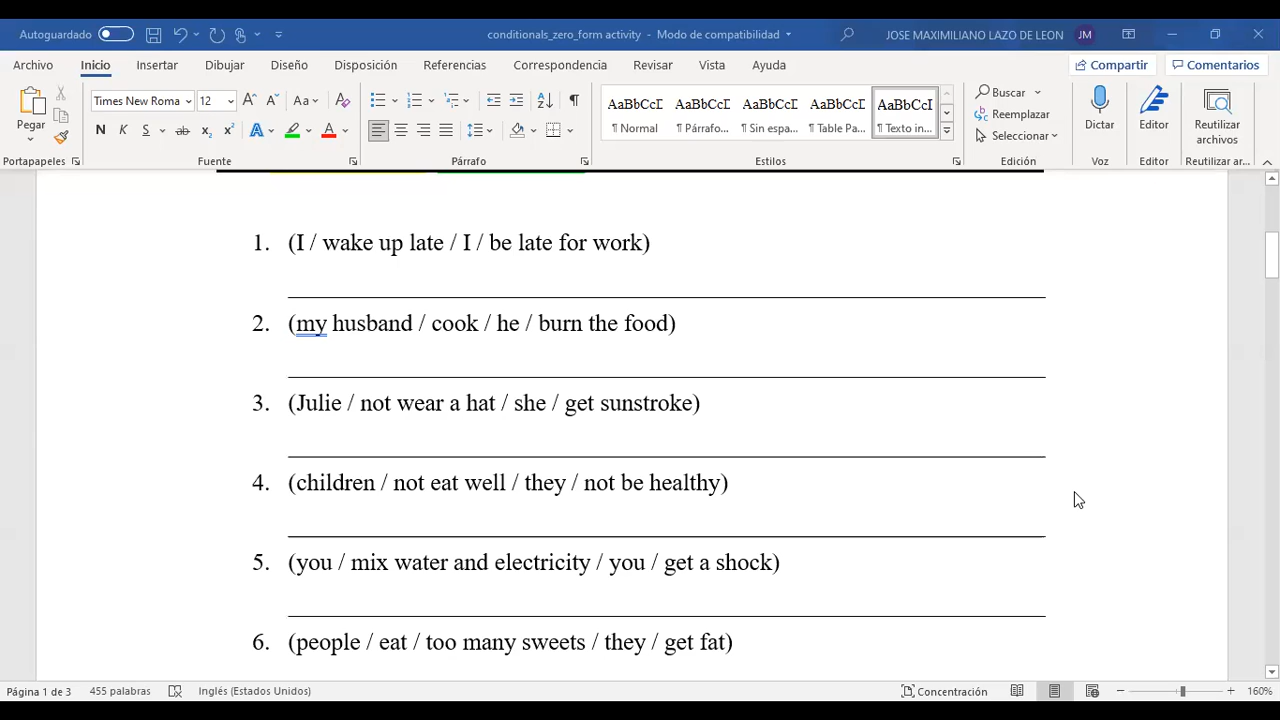 Autoguardado
conditionals_zero_form activity - Modo de compatibilidad
JOSE MAXIMILIANO LAZO DE LEON JM
Archivo Inicio Insertar Dibujar Diseño Disposición Referencias Correspondencia Revisar Vista Ayuda Compartir Comentarios
Pegar
Portapapeles
Times New Roma 12
N K S ab x₂ x² A A
Fuente
Párrafo
AaBbCcI AaBbCcI AaBbCcI AaBbCcI AaBbCcI
¶ Normal ¶ Párrafo... ¶ Sin espa... ¶ Table Pa... ¶ Texto in...
Estilos
Buscar
Reemplazar
Seleccionar
Edición
Dictar
Voz
Editor
Editor
Reutilizar
archivos
Reutilizar ar...
1. (I / wake up late / I / be late for work)
2. (my husband / cook / he / burn the food)
3. (Julie / not wear a hat / she / get sunstroke)
4. (children / not eat well / they / not be healthy)
5. (you / mix water and electricity / you / get a shock)
6. (people / eat / too many sweets / they / get fat)
Página 1 de 3 455 palabras Inglés (Estados Unidos) Concentración 160%